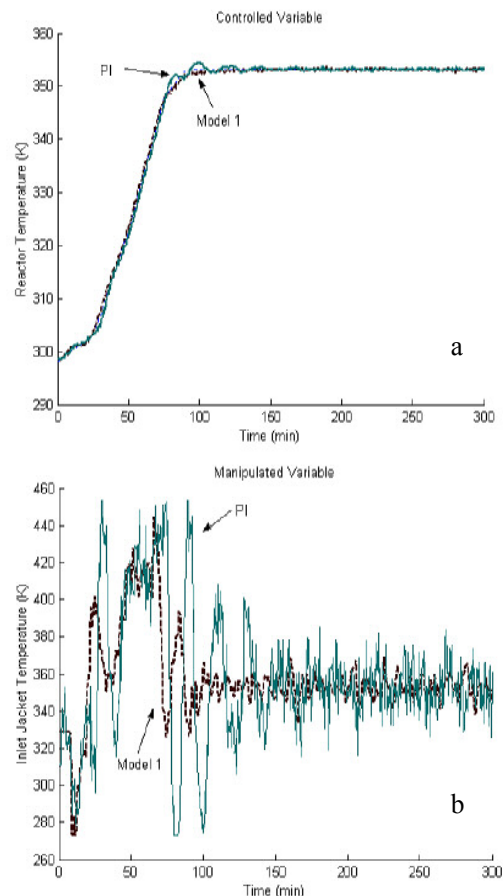 Controlled Variable
360
350
340
330
320
310
300
290
Reactor Temperature (K)
PI
Model 1
a
0
50
100
150
200
250
300
Time (min)
Manipulated Variable
460
440
420
400
380
360
340
320
300
280
260
Inlet Jacket Temperature (K)
PI
Model 1
b
0
50
100
150
200
250
300
Time (min)